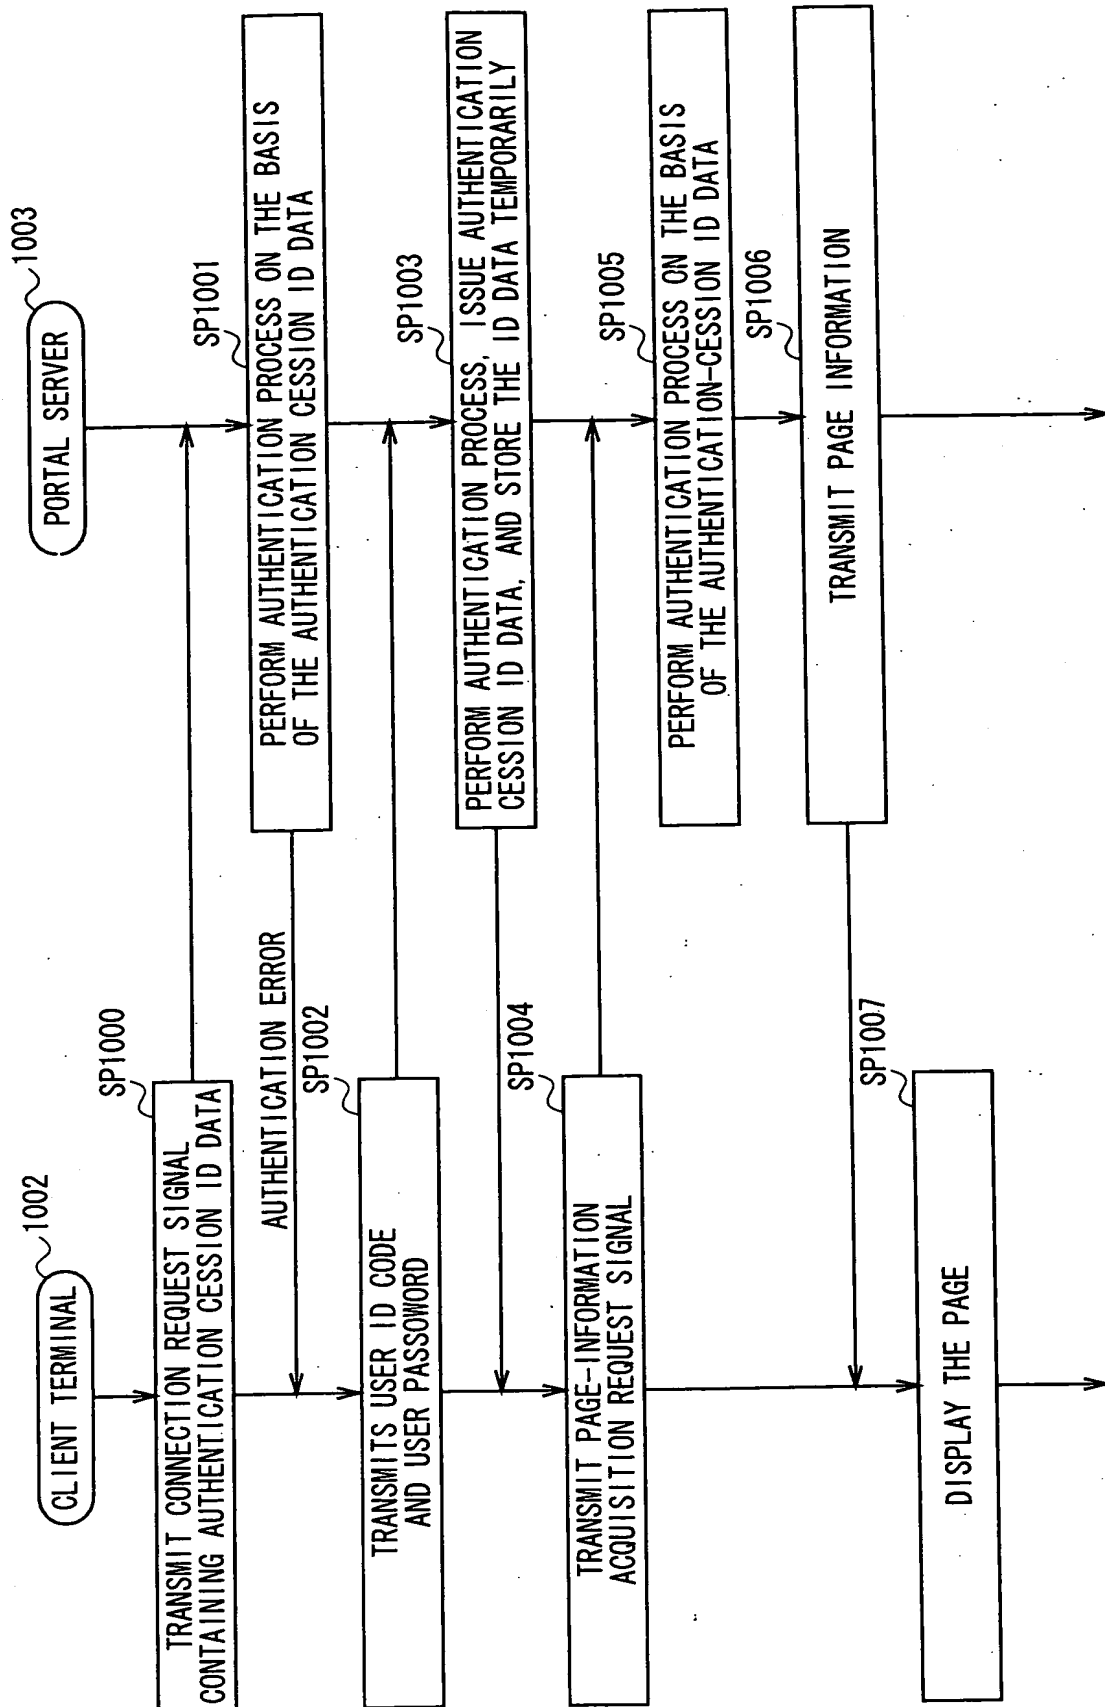 CLIENT TERMINAL
1002
PORTAL SERVER
1003
SP1000
TRANSMIT CONNECTION REQUEST SIGNAL
CONTAINING AUTHENTICATION CESSION ID DATA
SP1001
PERFORM AUTHENTICATION PROCESS ON THE BASIS
OF THE AUTHENTICATION CESSION ID DATA
AUTHENTICATION ERROR
SP1002
TRANSMITS USER ID CODE
AND USER PASSOWORD
SP1003
PERFORM AUTHENTICATION PROCESS, ISSUE AUTHENTICATION
CESSION ID DATA, AND STORE THE ID DATA TEMPORARILY
SP1004
TRANSMIT PAGE-INFORMATION
ACQUISITION REQUEST SIGNAL
SP1005
PERFORM AUTHENTICATION PROCESS ON THE BASIS
OF THE AUTHENTICATION-CESSION ID DATA
SP1006
TRANSMIT PAGE INFORMATION
SP1007
DISPLAY THE PAGE